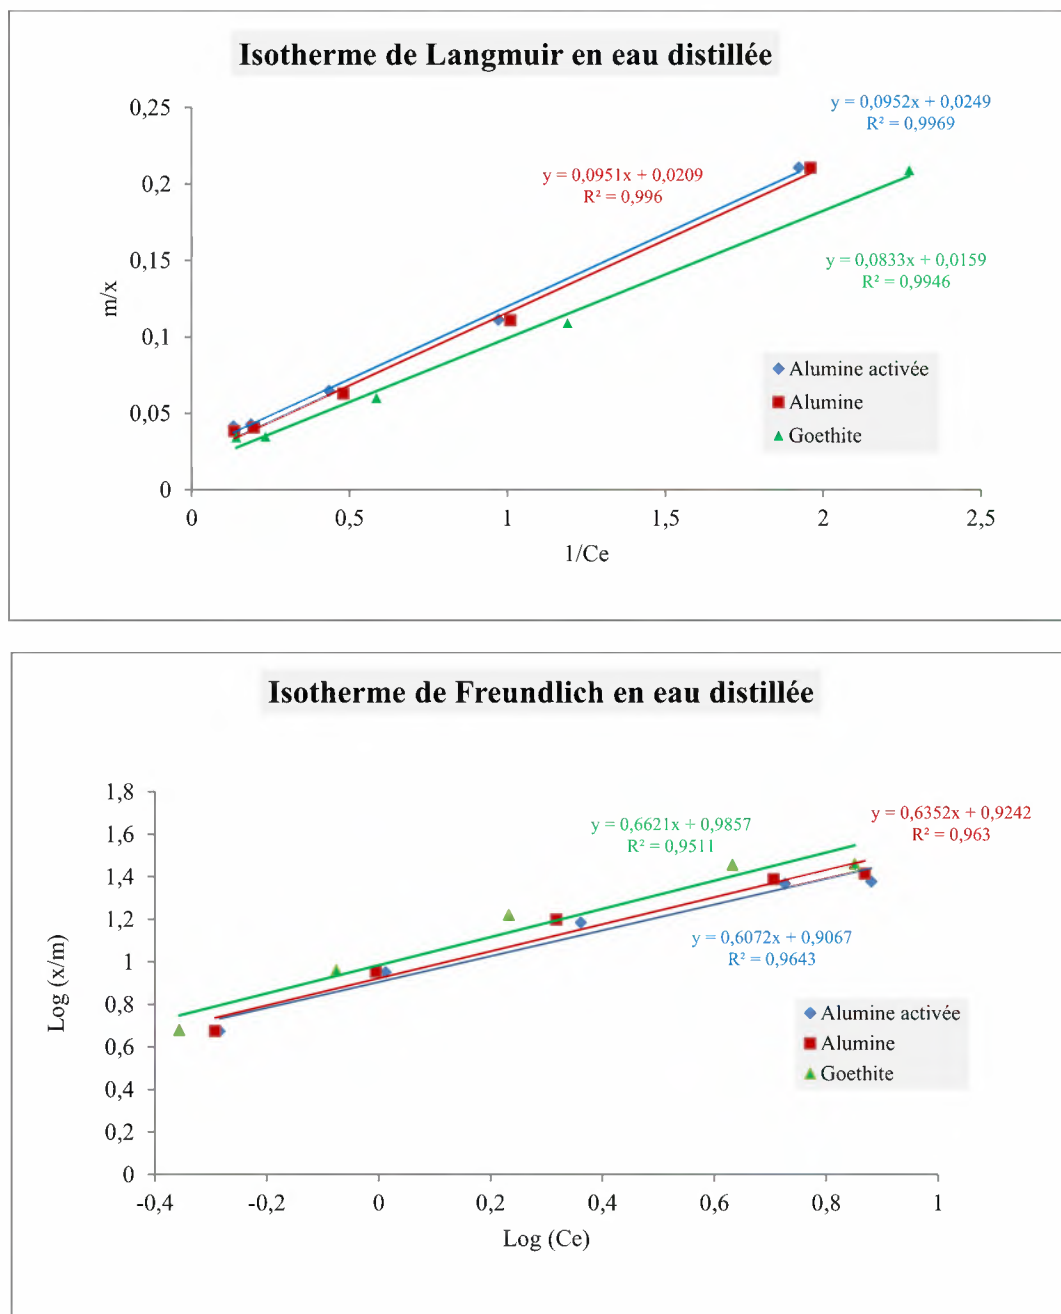 Isotherme de Langmuir en eau distillée
y = 0,0952x + 0,0249
R² = 0,9969
y = 0,0951x + 0,0209
R² = 0,996
y = 0,0833x + 0,0159
R² = 0,9946
0,25
0,2
0,15
0,1
0,05
0
m/x
Alumine activée
Alumine
Goethite
0 0,5 1 1,5 2 2,5
1/Ce
Isotherme de Freundlich en eau distillée
y = 0,6621x + 0,9857
R² = 0,9511
y = 0,6352x + 0,9242
R² = 0,963
y = 0,6072x + 0,9067
R² = 0,9643
1,8
1,6
1,4
1,2
1
0,8
0,6
0,4
0,2
0
Log (x/m)
Alumine activée
Alumine
Goethite
-0,4 -0,2 0 0,2 0,4 0,6 0,8 1
Log (Ce)